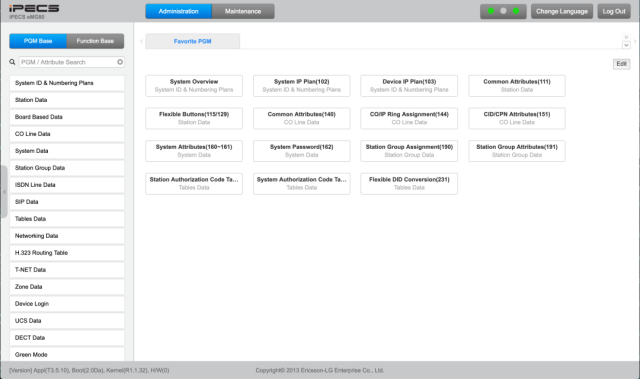 iPECS
iPECS eMG80
Administration
Maintenance
Change Language
Log Out
PGM Base
Function Base
Favorite PGM
PGM / Attribute Search
Edit
System ID & Numbering Plans
Station Data
Board Based Data
CO Line Data
System Data
Station Group Data
ISDN Line Data
SIP Data
Tables Data
Networking Data
H.323 Routing Table
T-NET Data
Zone Data
Device Login
UCS Data
DECT Data
Green Mode
System Overview
System ID & Numbering Plans
System IP Plan(102)
System ID & Numbering Plans
Device IP Plan(103)
System ID & Numbering Plans
Common Attributes(111)
Station Data
Flexible Buttons(115/129)
Station Data
Common Attributes(140)
CO Line Data
CO/IP Ring Assignment(144)
CO Line Data
CID/CPN Attributes(151)
CO Line Data
System Attributes(160~161)
System Data
System Password(162)
System Data
Station Group Assignment(190)
Station Group Data
Station Group Attributes(191)
Station Group Data
Station Authorization Code Ta...
Tables Data
System Authorization Code Ta...
Tables Data
Flexible DID Conversion(231)
Tables Data
[Version] Appl(T3.5.10), Boot(2.0Da), Kernel(R1.1.32), H/W(0)
Copyright© 2013 Ericsson-LG Enterprise Co., Ltd.